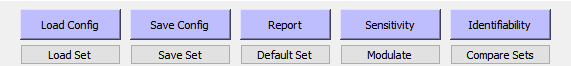 Load Config Save Config Report Sensitivity Identifiability
Load Set Save Set Default Set Modulate Compare Sets